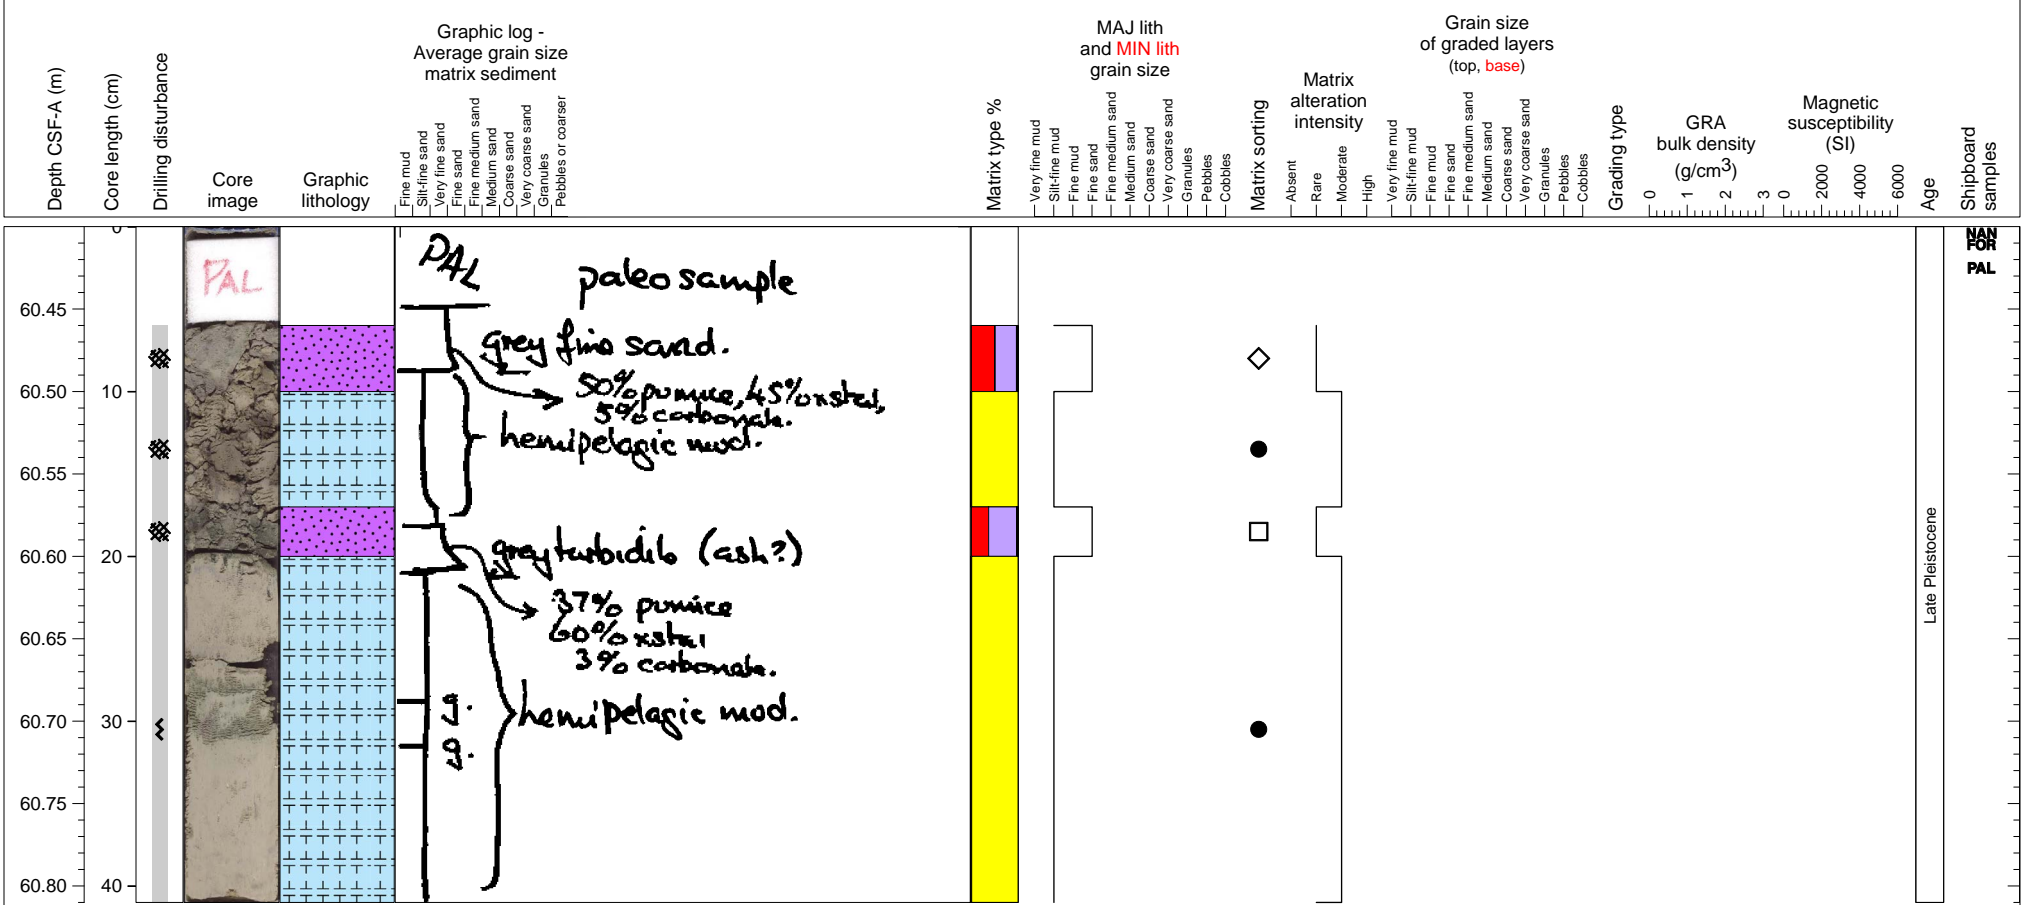 Depth CSF-A (m)
Core length (cm)
Drilling disturbance
Core
image
Graphic
lithology
Graphic log -
Average grain size
matrix sediment
Fine mud
Silt-fine sand
Very fine sand
Fine sand
Fine medium sand
Medium sand
Coarse sand
Very coarse sand
Granules
Pebbles or coarser
Matrix type %
MAJ lith
and MIN lith
grain size
Very fine mud
Silt-fine mud
Fine mud
Fine sand
Fine medium sand
Medium sand
Coarse sand
Very coarse sand
Granules
Pebbles
Cobbles
Matrix sorting
Matrix
alteration
intensity
Absent
Rare
Moderate
High
Grain size
of graded layers
(top, base)
Very fine mud
Silt-fine mud
Fine mud
Fine sand
Fine medium sand
Medium sand
Coarse sand
Very coarse sand
Granules
Pebbles
Cobbles
Grading type
GRA
bulk density
(g/cm3)
0 1 2 3
Magnetic
susceptibility
(SI)
0 2000 4000 6000
Age
Shipboard
samples
0
10
20
30
40
60.45
60.50
60.55
60.60
60.65
60.70
60.75
60.80
PAL
PAL
paleosample
grey fine sand.
50% pumice, 45% xstal,
5% carbonate.
hemipelagic mud.
grey turbidite (ash?)
37% pumice
60% xstal
3% carbonate.
hemipelagic mud.
Late Pleistocene
NAN
FOR
PAL